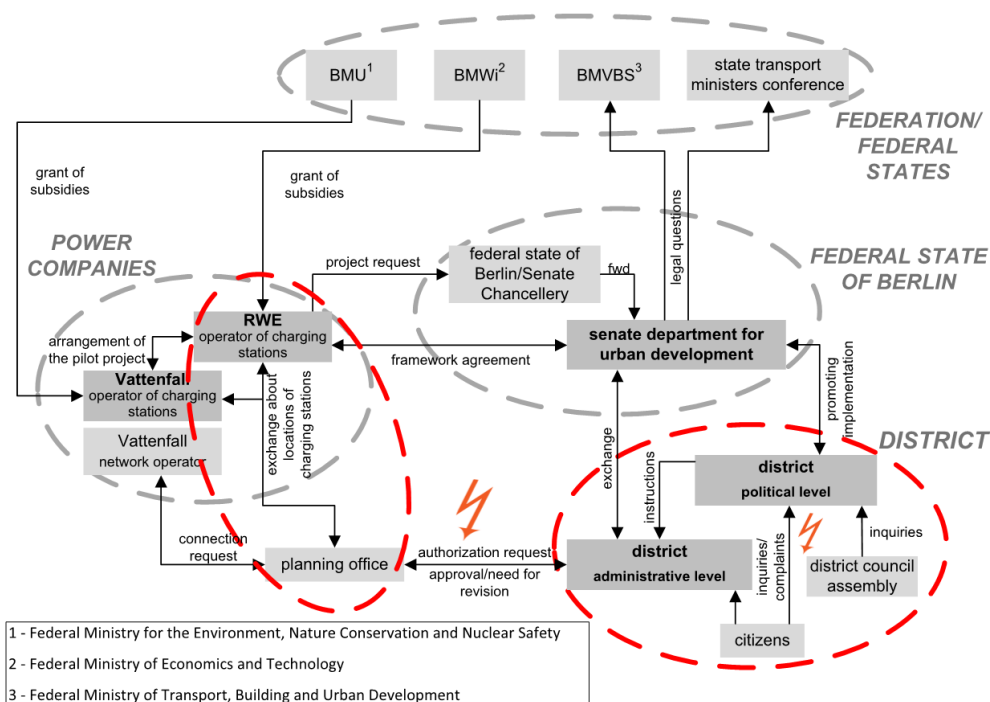 BMU1
BMWi2
BMVBS3
state transport
ministers conference
FEDERATION/
FEDERAL
STATES
grant of
subsidies
grant of
subsidies
legal questions
POWER
COMPANIES
project request
federal state of
Berlin/Senate
Chancellery
fwd
FEDERAL STATE
OF BERLIN
RWE
operator of charging
stations
arrangement of
the pilot project
framework agreement
senate department for
urban development
Vattenfall
operator of charging
stations
exchange about
locations of
charging stations
promoting
implementation
Vattenfall
network operator
exchange
instructions
DISTRICT
district
political level
connection
request
planning office
authorization request
approval/need for
revision
district
administrative level
inquiries/
complaints
inquiries
district council
assembly
citizens
1 - Federal Ministry for the Environment, Nature Conservation and Nuclear Safety
2 - Federal Ministry of Economics and Technology
3 - Federal Ministry of Transport, Building and Urban Development